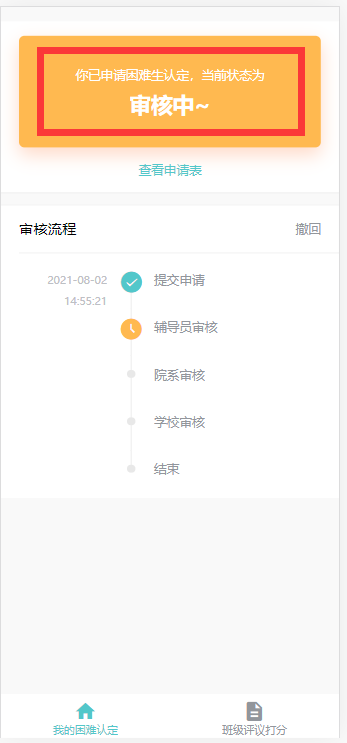 你已申请困难生认定，当前状态为
审核中~
查看申请表
审核流程 撤回
2021-08-02 提交申请
14:55:21
辅导员审核
院系审核
学校审核
结束
我的困难认定 班级评议打分